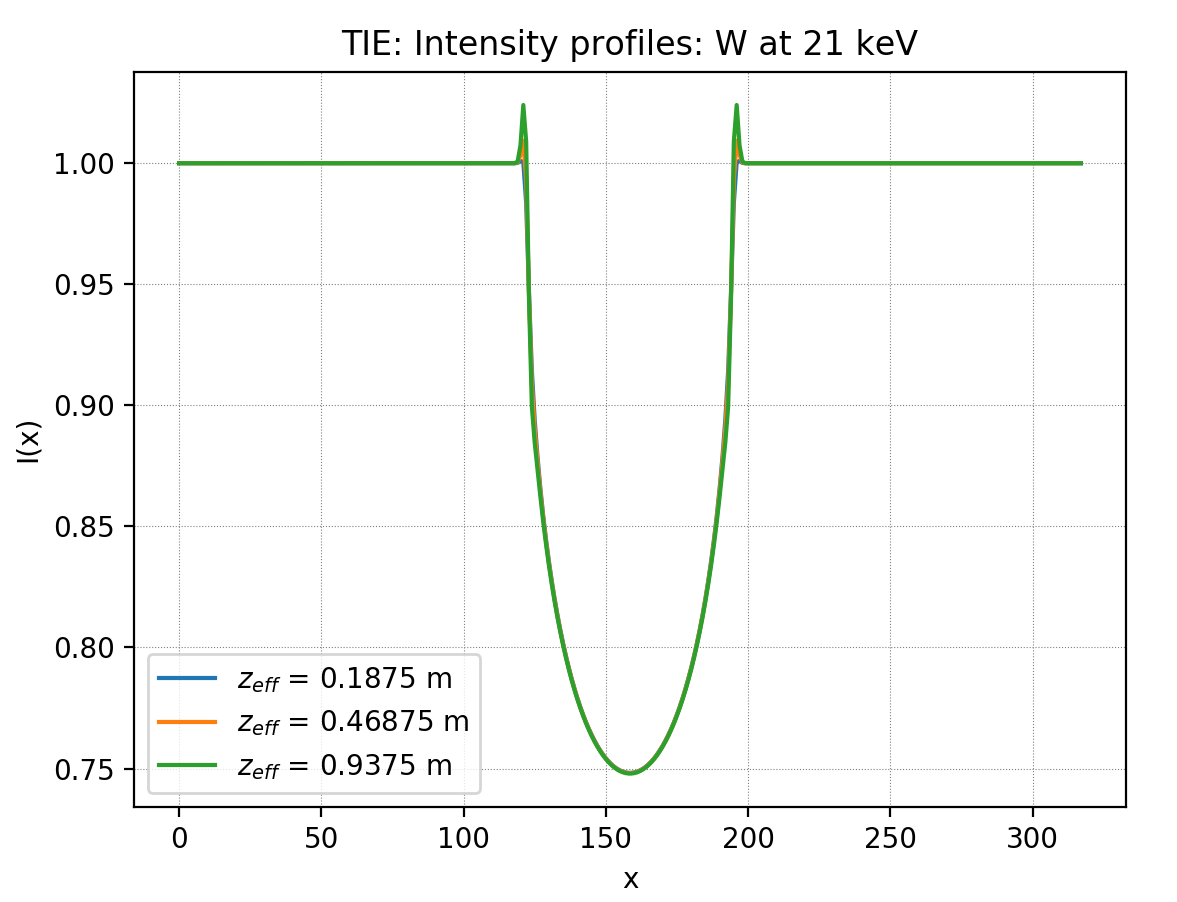 TIE: Intensity profiles: W at 21 keV
I(x)
1.00
0.95
0.90
0.85
0.80
0.75
z_eff = 0.1875 m
z_eff = 0.46875 m
z_eff = 0.9375 m
0 50 100 150 200 250 300
x